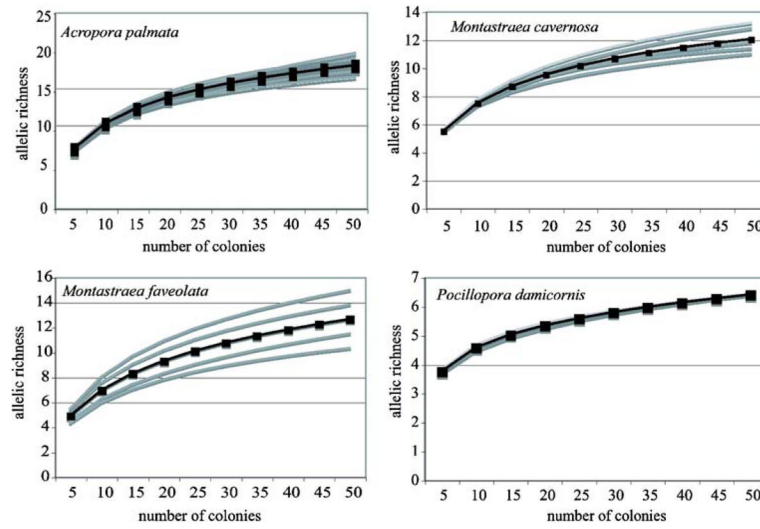 Acropora palmata
allelic richness
25
20
15
10
5
0
5 10 15 20 25 30 35 40 45 50
number of colonies
Montastraea cavernosa
allelic richness
14
12
10
8
6
4
2
0
5 10 15 20 25 30 35 40 45 50
number of colonies
Montastraea faveolata
allelic richness
16
14
12
10
8
6
4
2
0
5 10 15 20 25 30 35 40 45 50
number of colonies
Pocillopora damicornis
allelic richness
7
6
5
4
3
2
1
0
5 10 15 20 25 30 35 40 45 50
number of colonies